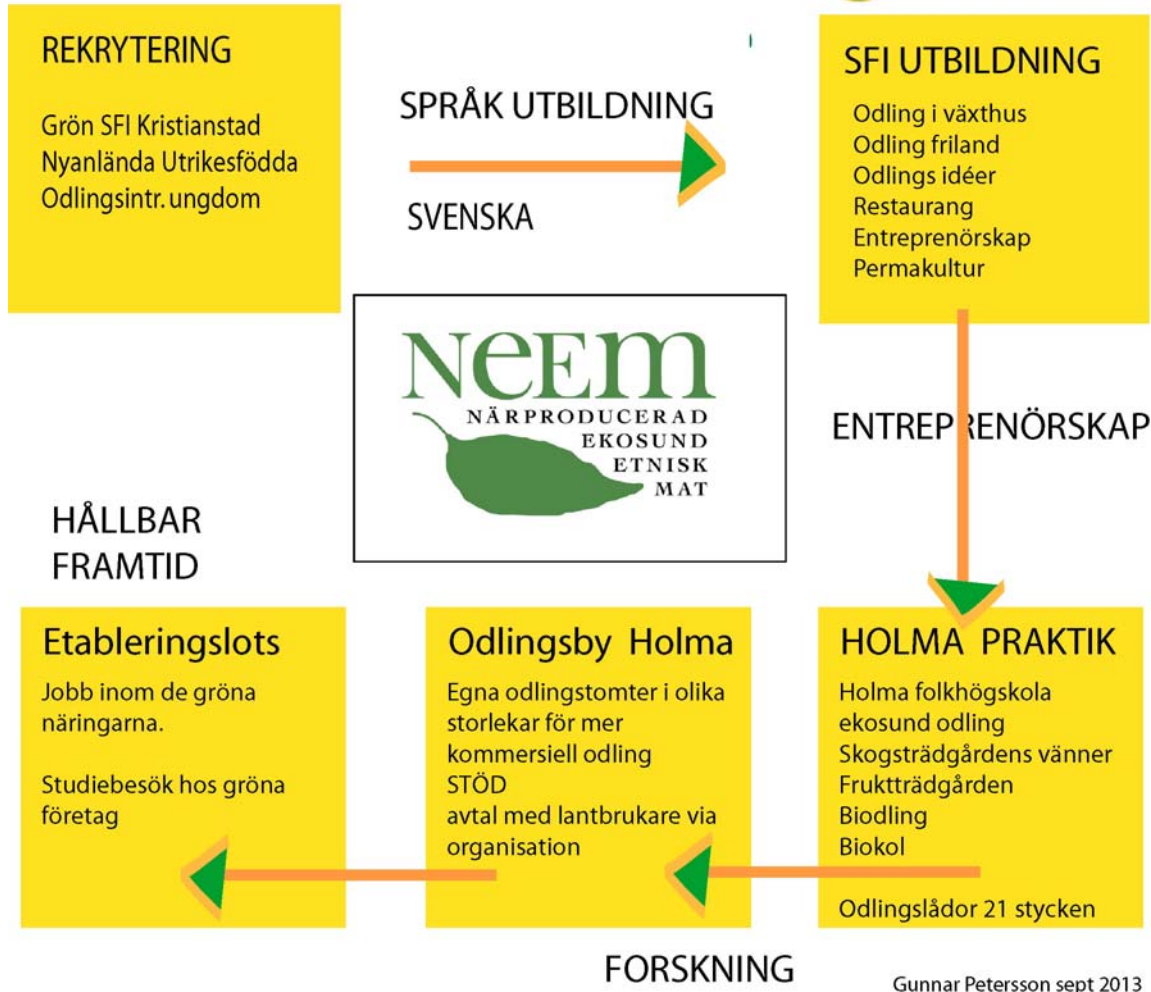 REKRYTERING
Grön SFI Kristianstad
Nyanlända Utrikesfödda
Odlingsintr. ungdom
SPRÅK UTBILDNING
SVENSKA
SFI UTBILDNING
Odling i växthus
Odling friland
Odlings idéer
Restaurang
Entreprenörskap
Permakultur
NeEm
NÄRPRODUCERAD
EKOSUND
ETNISK
MAT
ENTREPRENÖRSKAP
HÅLLBAR
FRAMTID
Etableringslots
Jobb inom de gröna
näringarna.
Studiebesök hos gröna
företag
Odlingsby Holma
Egna odlingstomter i olika
storlekar för mer
kommersiell odling
STÖD
avtal med lantbrukare via
organisation
HOLMA PRAKTIK
Holma folkhögskola
ekosund odling
Skogsträdgårdens vänner
Fruktträdgården
Biodling
Biokol
Odlingslådor 21 stycken
FORSKNING
Gunnar Petersson sept 2013